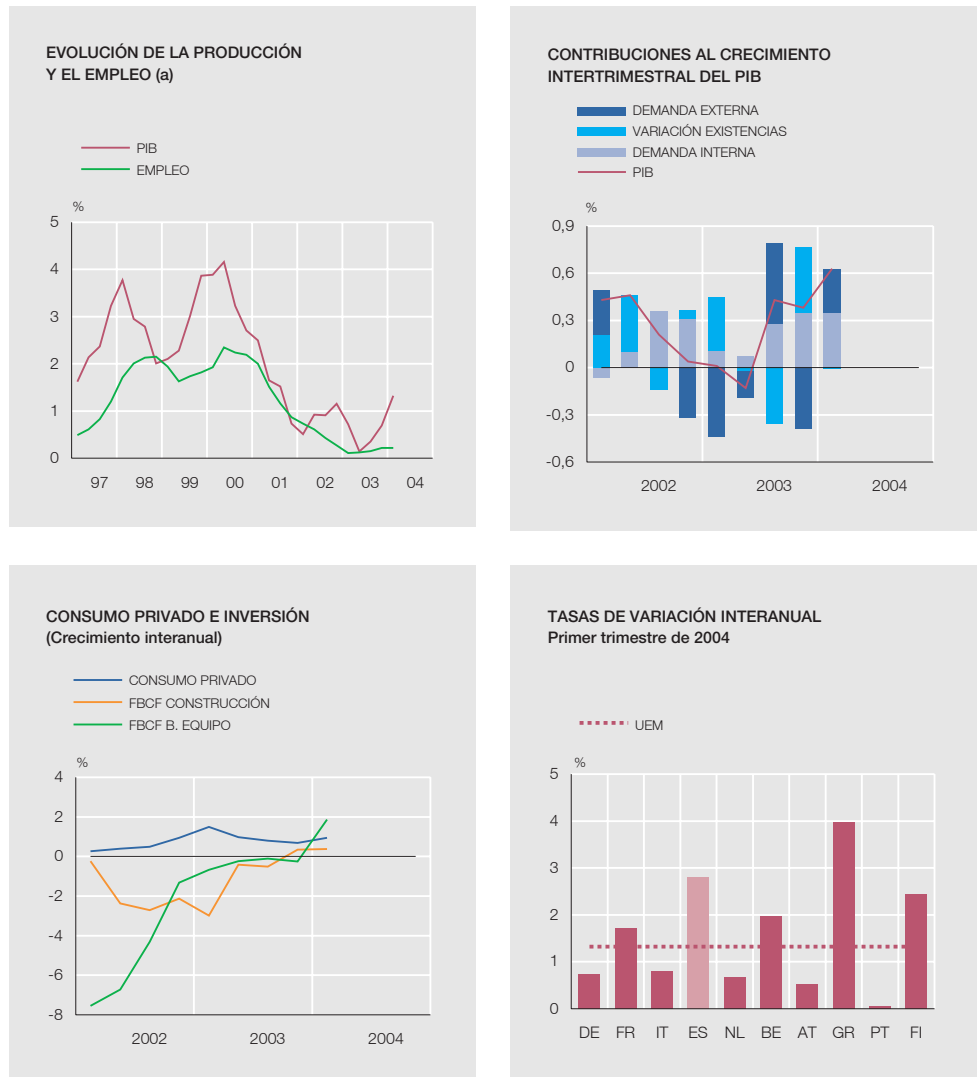 EVOLUCIÓN DE LA PRODUCCIÓN
Y EL EMPLEO (a)
PIB
EMPLEO
%
5
4
3
2
1
0
97 98 99 00 01 02 03 04
CONTRIBUCIONES AL CRECIMIENTO
INTERTRIMESTRAL DEL PIB
DEMANDA EXTERNA
VARIACIÓN EXISTENCIAS
DEMANDA INTERNA
PIB
%
0,9
0,6
0,3
0
-0,3
-0,6
2002 2003 2004
CONSUMO PRIVADO E INVERSIÓN
(Crecimiento interanual)
CONSUMO PRIVADO
FBCF CONSTRUCCIÓN
FBCF B. EQUIPO
%
4
2
0
-2
-4
-6
-8
2002 2003 2004
TASAS DE VARIACIÓN INTERANUAL
Primer trimestre de 2004
UEM
%
5
4
3
2
1
0
DE FR IT ES NL BE AT GR PT FI